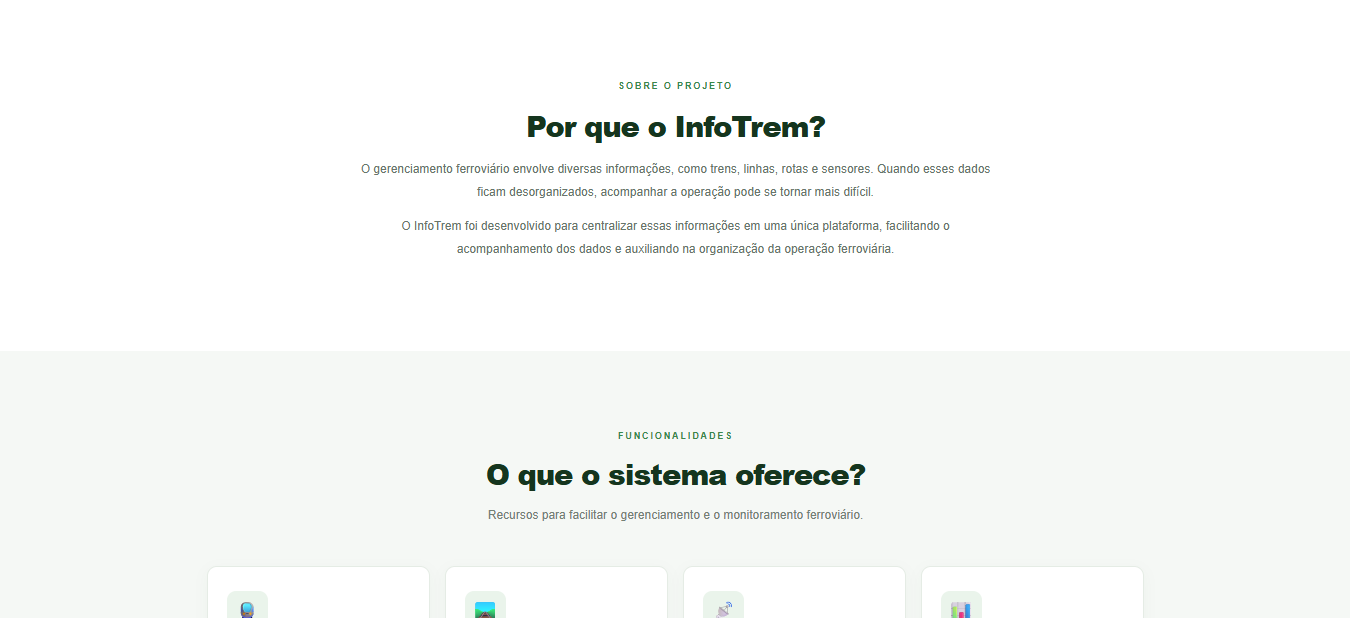 SOBRE O PROJETO
Por que o InfoTrem?
O gerenciamento ferroviário envolve diversas informações, como trens, linhas, rotas e sensores. Quando esses dados
ficam desorganizados, acompanhar a operação pode se tornar mais difícil.
O InfoTrem foi desenvolvido para centralizar essas informações em uma única plataforma, facilitando o
acompanhamento dos dados e auxiliando na organização da operação ferroviária.
FUNCIONALIDADES
O que o sistema oferece?
Recursos para facilitar o gerenciamento e o monitoramento ferroviário.